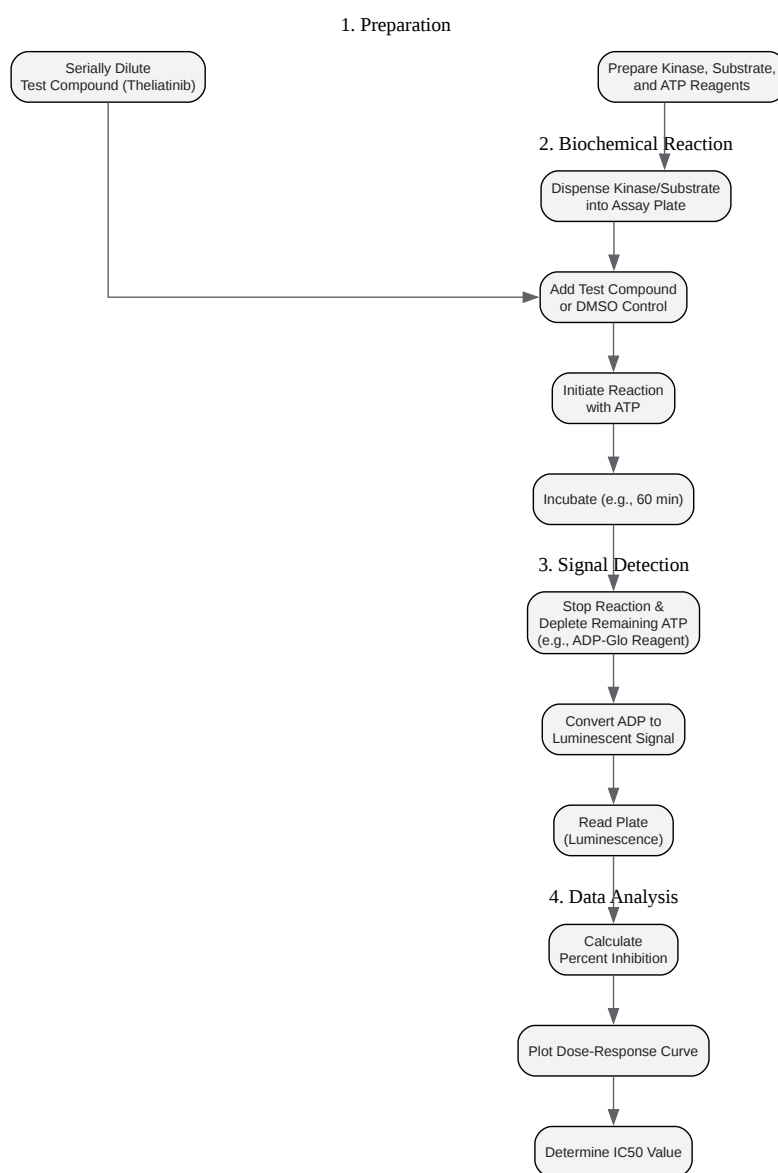 1. Preparation
Serially Dilute
Test Compound (Theliatinib)
Prepare Kinase, Substrate,
and ATP Reagents
2. Biochemical Reaction
Dispense Kinase/Substrate
into Assay Plate
Add Test Compound
or DMSO Control
Initiate Reaction
with ATP
Incubate (e.g., 60 min)
3. Signal Detection
Stop Reaction &
Deplete Remaining ATP
(e.g., ADP-Glo Reagent)
Convert ADP to
Luminescent Signal
Read Plate
(Luminescence)
4. Data Analysis
Calculate
Percent Inhibition
Plot Dose-Response Curve
Determine IC50 Value